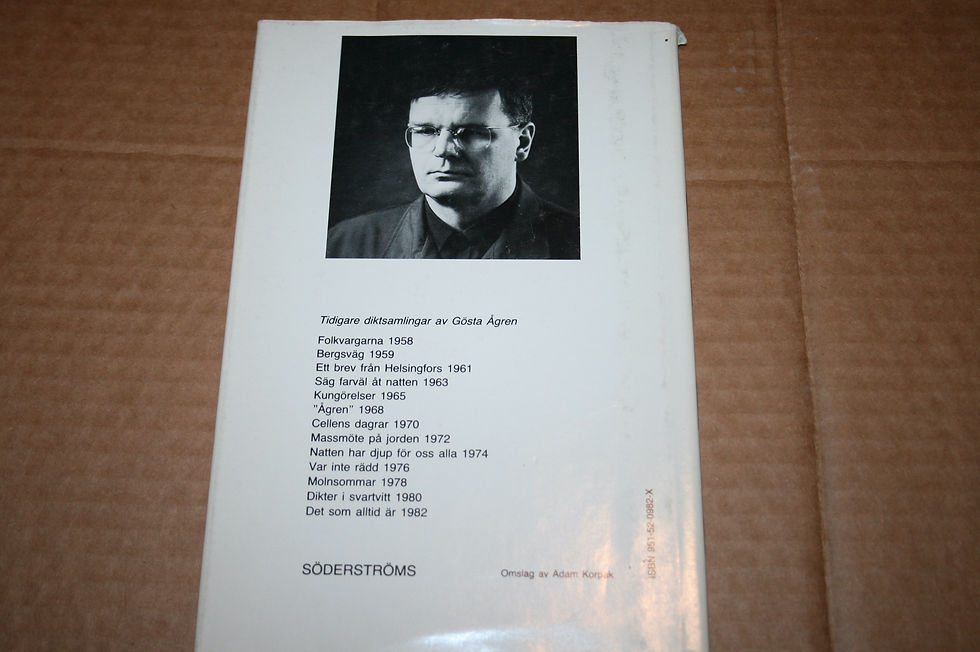 Tidigare diktsamlingar av Gösta Ågren
Folkvargarna 1958
Bergsväg 1959
Ett brev från Helsingfors 1961
Säg farväl åt natten 1963
Kungörelser 1965
"Ågren" 1968
Cellens dagrar 1970
Massmöte på jorden 1972
Natten har djup för oss alla 1974
Var inte rädd 1976
Molnsommar 1978
Dikter i svartvitt 1980
Det som alltid är 1982
SÖDERSTRÖMS
Omslag av Adam Korpak
ISBN 951-52-0982-X